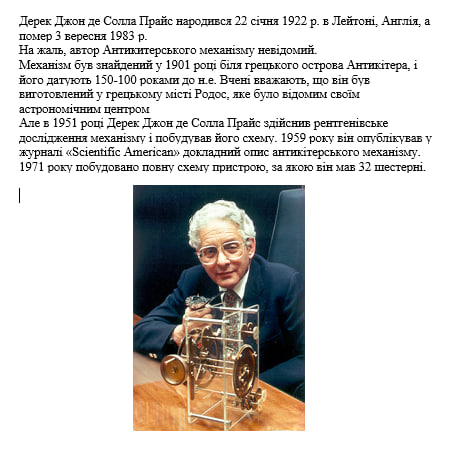 Дерек Джон де Солла Прайс народився 22 січня 1922 р. в Лейтоні, Англія, а
помер 3 вересня 1983 р.
На жаль, автор Антикитерського механізму невідомий.
Механізм був знайдений у 1901 році біля грецького острова Антикітера, і
його датують 150-100 роками до н.е. Вчені вважають, що він був
виготовлений у грецькому місті Родос, яке було відомим своїм
астрономічним центром
Але в 1951 році Дерек Джон де Солла Прайс здійснив рентгенівське
дослідження механізму і побудував його схему. 1959 року він опублікував у
журналі «Scientific American» докладний опис антикітерського механізму.
1971 року побудовано повну схему пристрою, за якою він мав 32 шестерні.